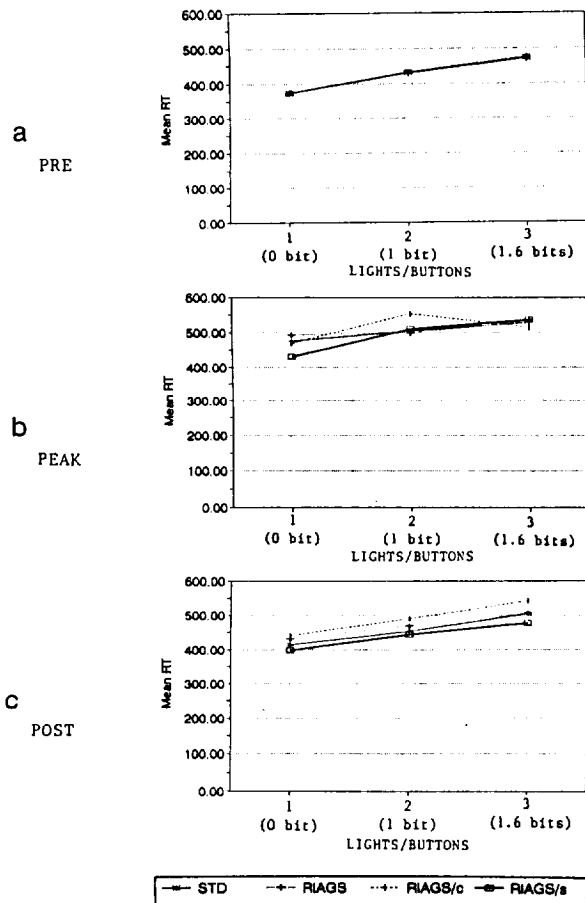 600.00
500.00
400.00
300.00
200.00
100.00
0.00
Mean RT
a
PRE
1 2 3
(0 bit) (1 bit) (1.6 bits)
LIGHTS/BUTTONS
600.00
500.00
400.00
300.00
200.00
100.00
0.00
Mean RT
b
PEAK
1 2 3
(0 bit) (1 bit) (1.6 bits)
LIGHTS/BUTTONS
600.00
500.00
400.00
300.00
200.00
100.00
0.00
Mean RT
c
POST
1 2 3
(0 bit) (1 bit) (1.6 bits)
LIGHTS/BUTTONS
STD RIAGS RIAGS/c RIAGS/s